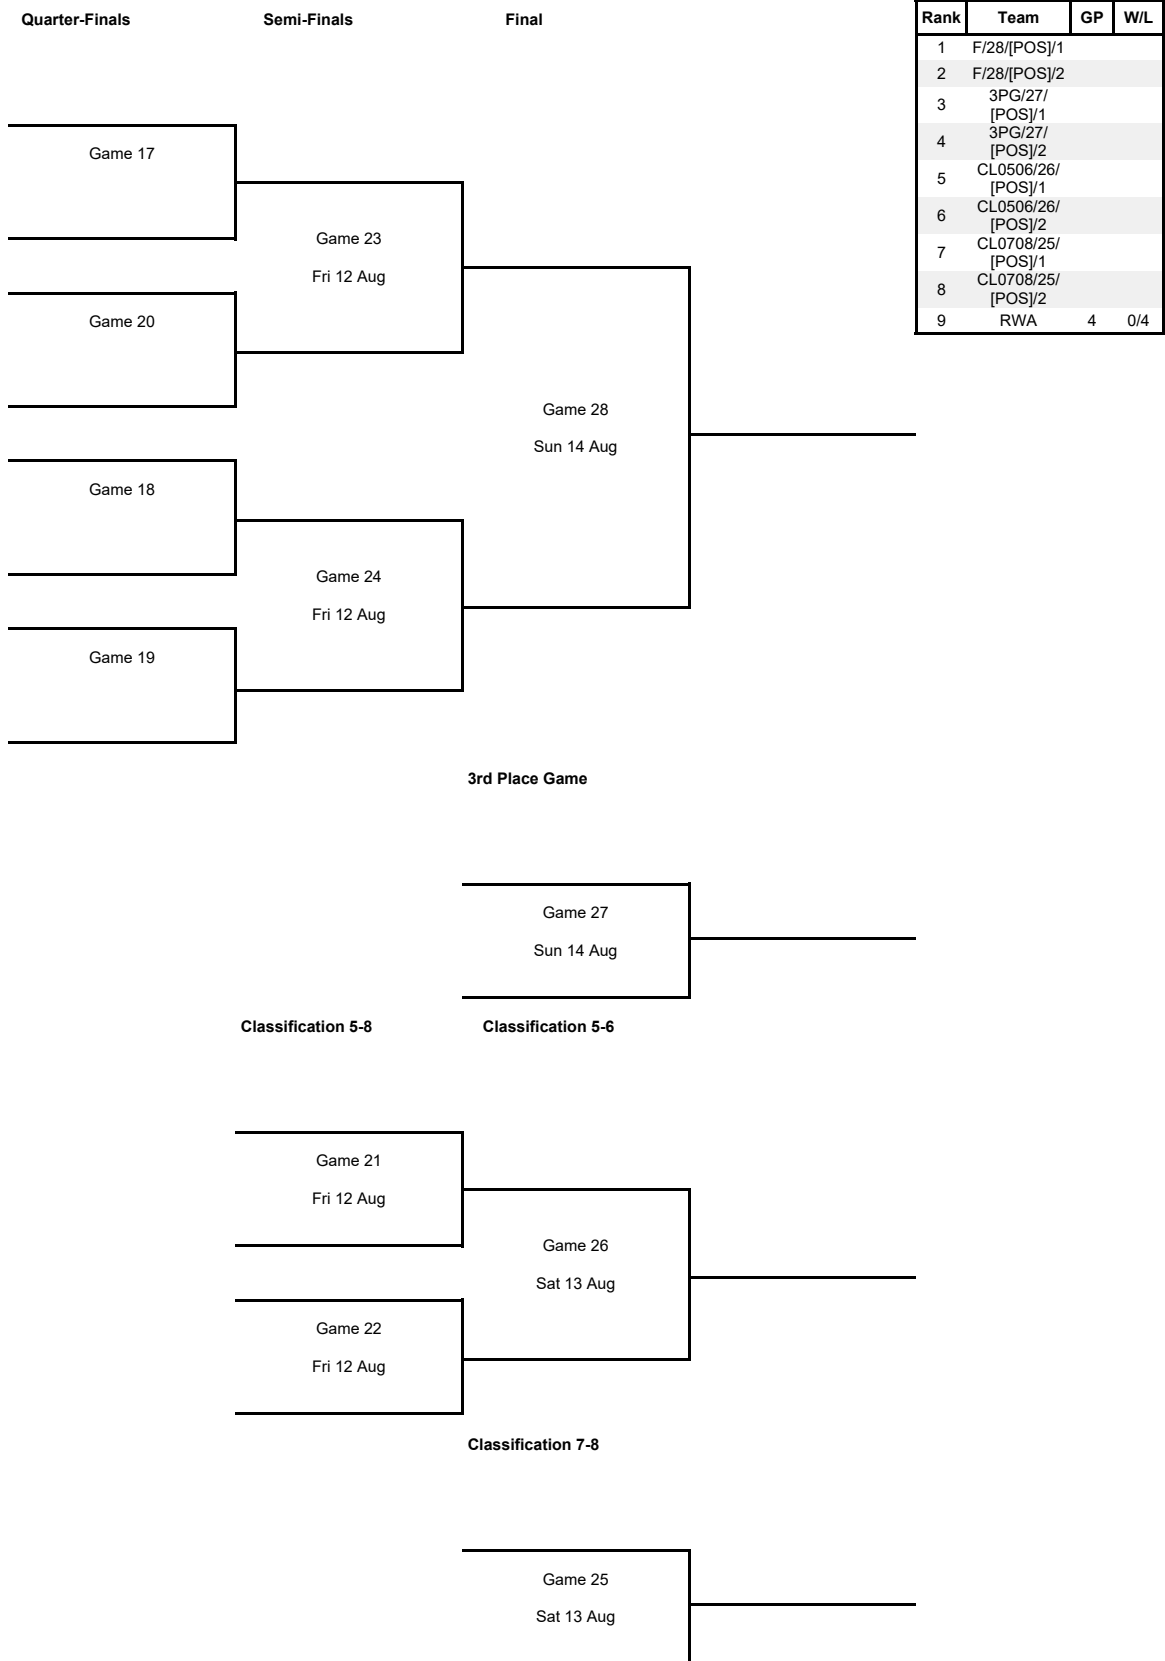 Quarter-Finals Semi-Finals Final
Rank Team GP W/L
1 F/28/[POS]/1
2 F/28/[POS]/2
3 3PG/27/
[POS]/1
4 3PG/27/
[POS]/2
5 CL0506/26/
[POS]/1
6 CL0506/26/
[POS]/2
7 CL0708/25/
[POS]/1
8 CL0708/25/
[POS]/2
9 RWA 4 0/4
Game 17
Game 23
Fri 12 Aug
Game 20
Game 28
Sun 14 Aug
Game 18
Game 24
Fri 12 Aug
Game 19
3rd Place Game
Game 27
Sun 14 Aug
Classification 5-8 Classification 5-6
Game 21
Fri 12 Aug
Game 26
Sat 13 Aug
Game 22
Fri 12 Aug
Classification 7-8
Game 25
Sat 13 Aug